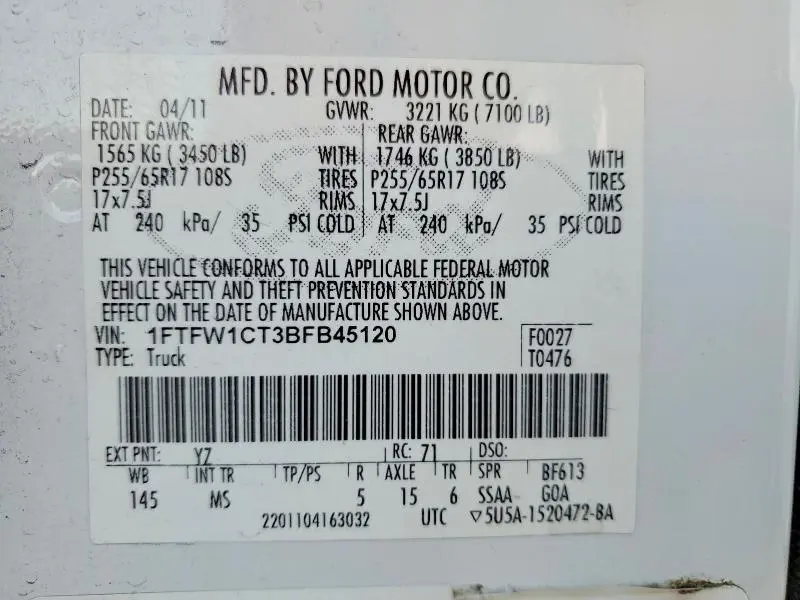 MFD. BY FORD MOTOR CO.
DATE: 04/11 GVWR: 3221 KG ( 7100 LB)
FRONT GAWR: REAR GAWR:
1565 KG ( 3450 LB) WITH 1746 KG ( 3850 LB) WITH
P255/65R17 108S TIRES P255/65R17 108S TIRES
17x7.5J RIMS 17x7.5J RIMS
AT 240 kPa/ 35 PSI COLD AT 240 kPa/ 35 PSI COLD
THIS VEHICLE CONFORMS TO ALL APPLICABLE FEDERAL MOTOR
VEHICLE SAFETY AND THEFT PREVENTION STANDARDS IN
EFFECT ON THE DATE OF MANUFACTURE SHOWN ABOVE.
VIN: 1FTFW1CT3BFB45120 F0027
TYPE: Truck T0476
EXT PNT: YZ RC: 71 DSO:
WB INT TR TP/PS R AXLE TR SPR BF613
145 MS 5 15 6 SSAA GOA
2201104163032 UTC ▽5U5A-1520472-BA